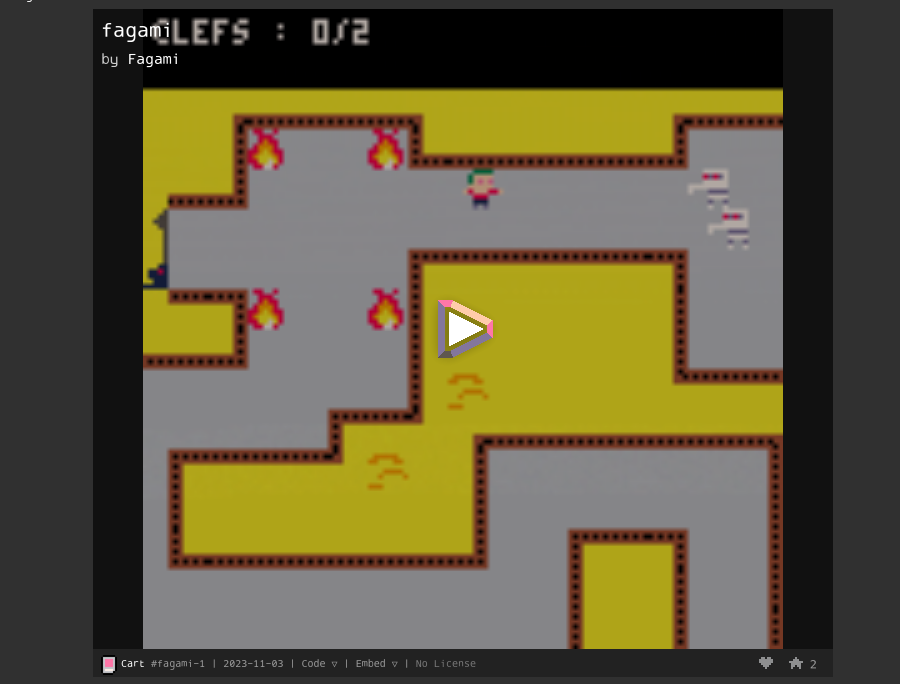 fagami
CLEFS : 0/2
by Fagami
Cart #fagami-1 | 2023-11-03 | Code ▽ | Embed ▽ | No License
2